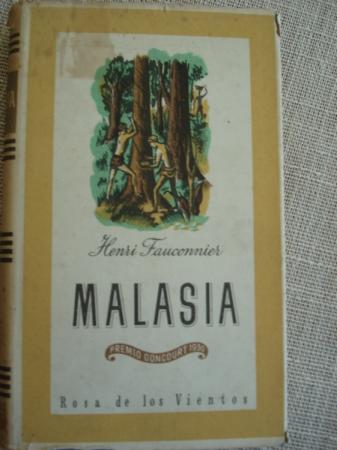 Henri Fauconnier
MALASIA
PREMIO GONCOURT 1930
Rosa de los Vientos
A